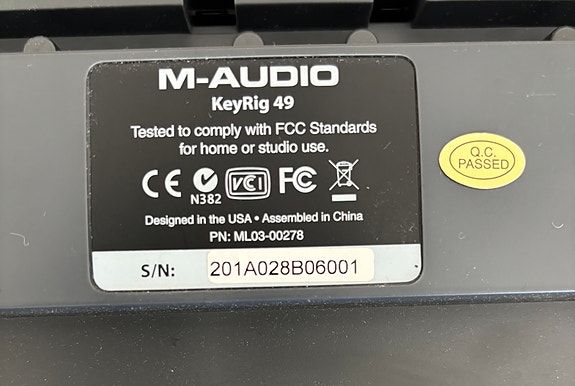 M-AUDIO
KeyRig 49
Tested to comply with FCC Standards
for home or studio use.
CE N382 VCI FC
Designed in the USA • Assembled in China
PN: ML03-00278
S/N: 201A028B06001
Q.C.
PASSED